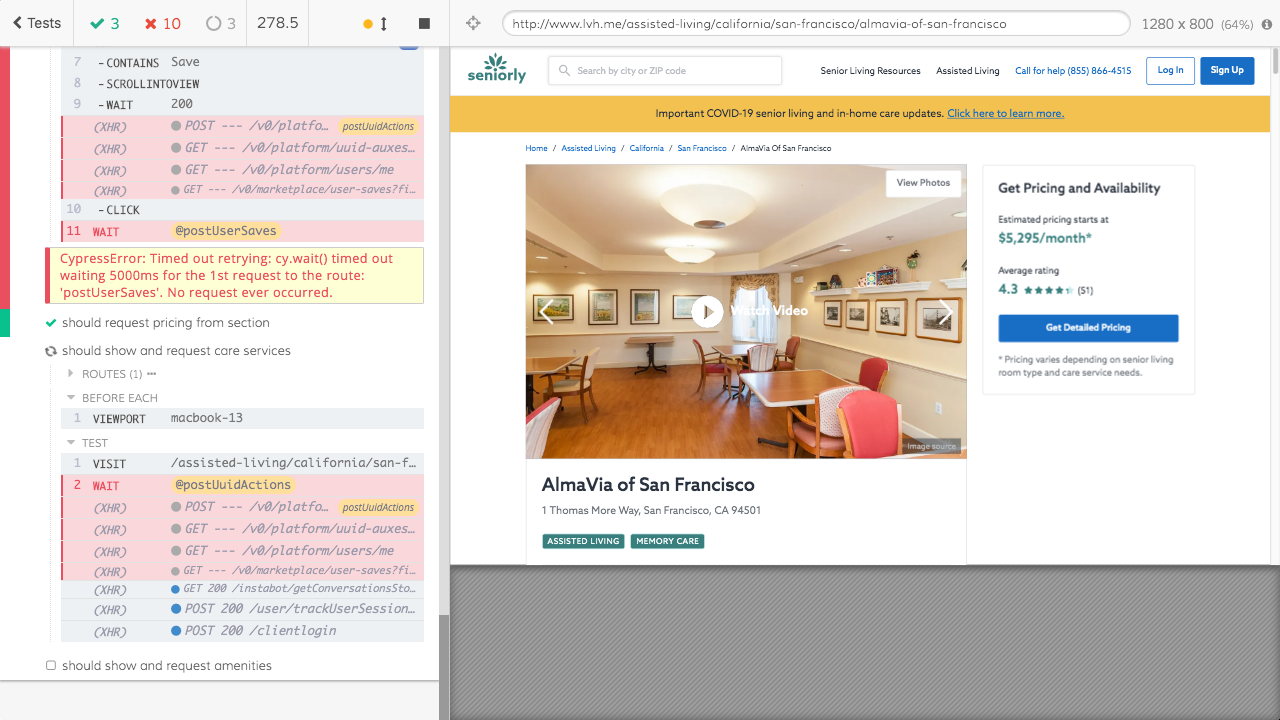 Tests
3
10
3
278.5
http://www.lvh.me/assisted-living/california/san-francisco/almavia-of-san-francisco
1280 x 800 (64%)
7 -CONTAINS Save
8 -SCROLLINTOVIEW
9 -WAIT 200
(XHR) POST --- /v0/platfo... postUuidActions
(XHR) GET --- /v0/platform/uuid-auxes...
(XHR) GET --- /v0/platform/users/me
(XHR) GET --- /v0/marketplace/user-saves?fi...
10 -CLICK
11 WAIT @postUserSaves
CypressError: Timed out retrying: cy.wait() timed out
waiting 5000ms for the 1st request to the route:
'postUserSaves'. No request ever occurred.
should request pricing from section
should show and request care services
ROUTES (1) •••
BEFORE EACH
1 VIEWPORT macbook-13
TEST
1 VISIT /assisted-living/california/san-f...
2 WAIT @postUuidActions
(XHR) POST --- /v0/platfo... postUuidActions
(XHR) GET --- /v0/platform/uuid-auxes...
(XHR) GET --- /v0/platform/users/me
(XHR) GET --- /v0/marketplace/user-saves?fi...
(XHR) GET 200 /instabot/getConversationsSto...
(XHR) POST 200 /user/trackUserSession...
(XHR) POST 200 /clientlogin
should show and request amenities
seniorly
Search by city or ZIP code
Senior Living Resources
Assisted Living
Call for help (855) 866-4515
Log In
Sign Up
Important COVID-19 senior living and in-home care updates. Click here to learn more.
Home / Assisted Living / California / San Francisco / AlmaVia Of San Francisco
View Photos
Watch Video
Image source
AlmaVia of San Francisco
1 Thomas More Way, San Francisco, CA 94501
ASSISTED LIVING
MEMORY CARE
Get Pricing and Availability
Estimated pricing starts at
$5,295/month*
Average rating
4.3 ★★★★★ (51)
Get Detailed Pricing
* Pricing varies depending on senior living
room type and care service needs.